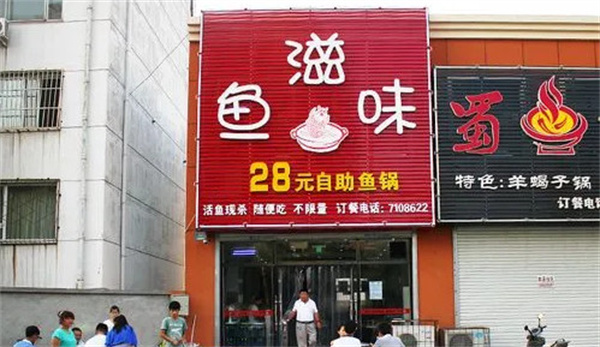 滋
鱼 味
28元自助鱼锅
活鱼现杀 随便吃 不限量 订餐电话:7108622
蜀
特色:羊蝎子锅
订餐电